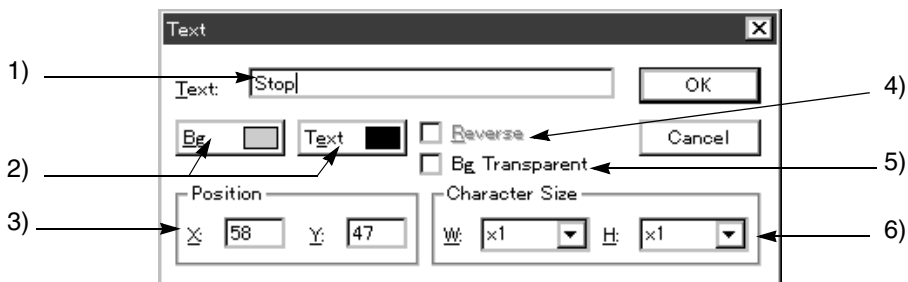 Text
1)
Text: Stop
OK
4)
Bg
Text
Reverse
Cancel
2)
Bg Transparent
5)
Position
Character Size
3)
X: 58 Y: 47
W: ×1 H: ×1
6)